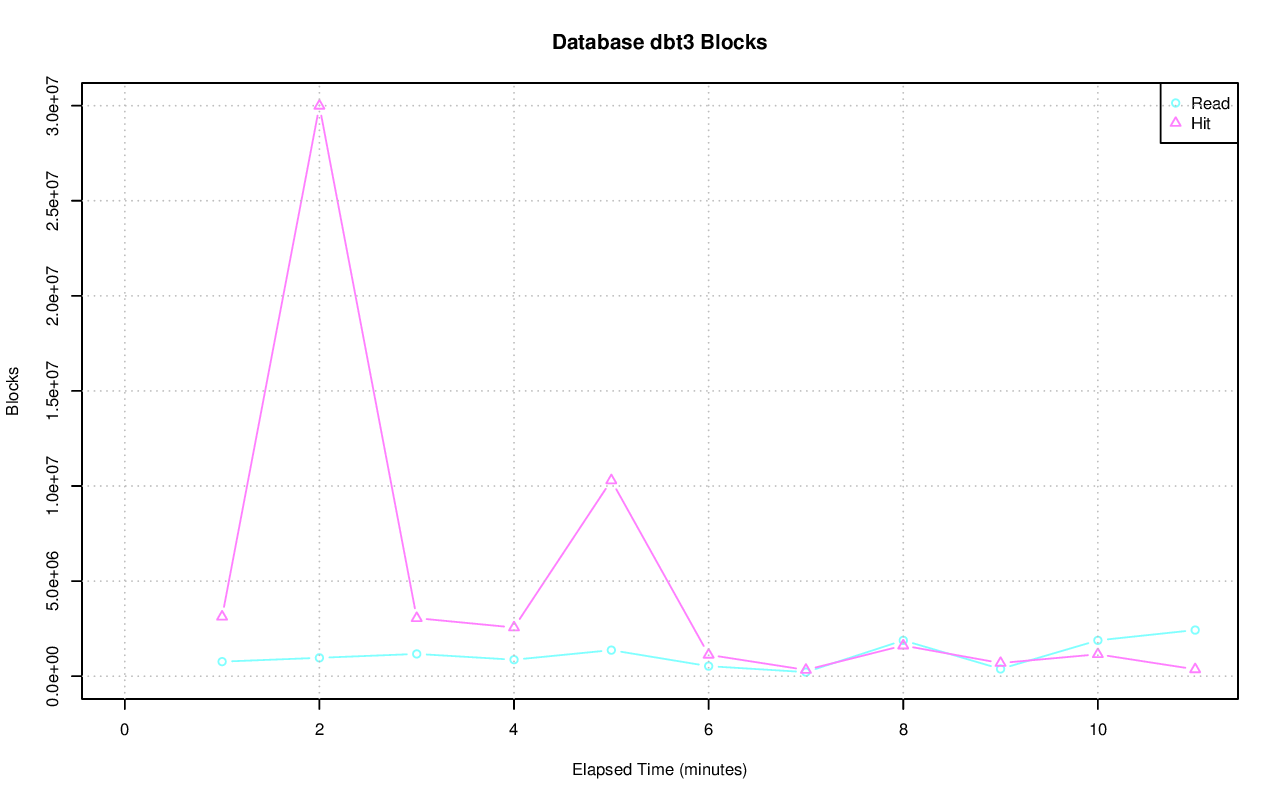 Database dbt3 Blocks
Read
Hit
Blocks
3.0e+07
2.5e+07
2.0e+07
1.5e+07
1.0e+07
5.0e+06
0.0e+00
0 2 4 6 8 10
Elapsed Time (minutes)